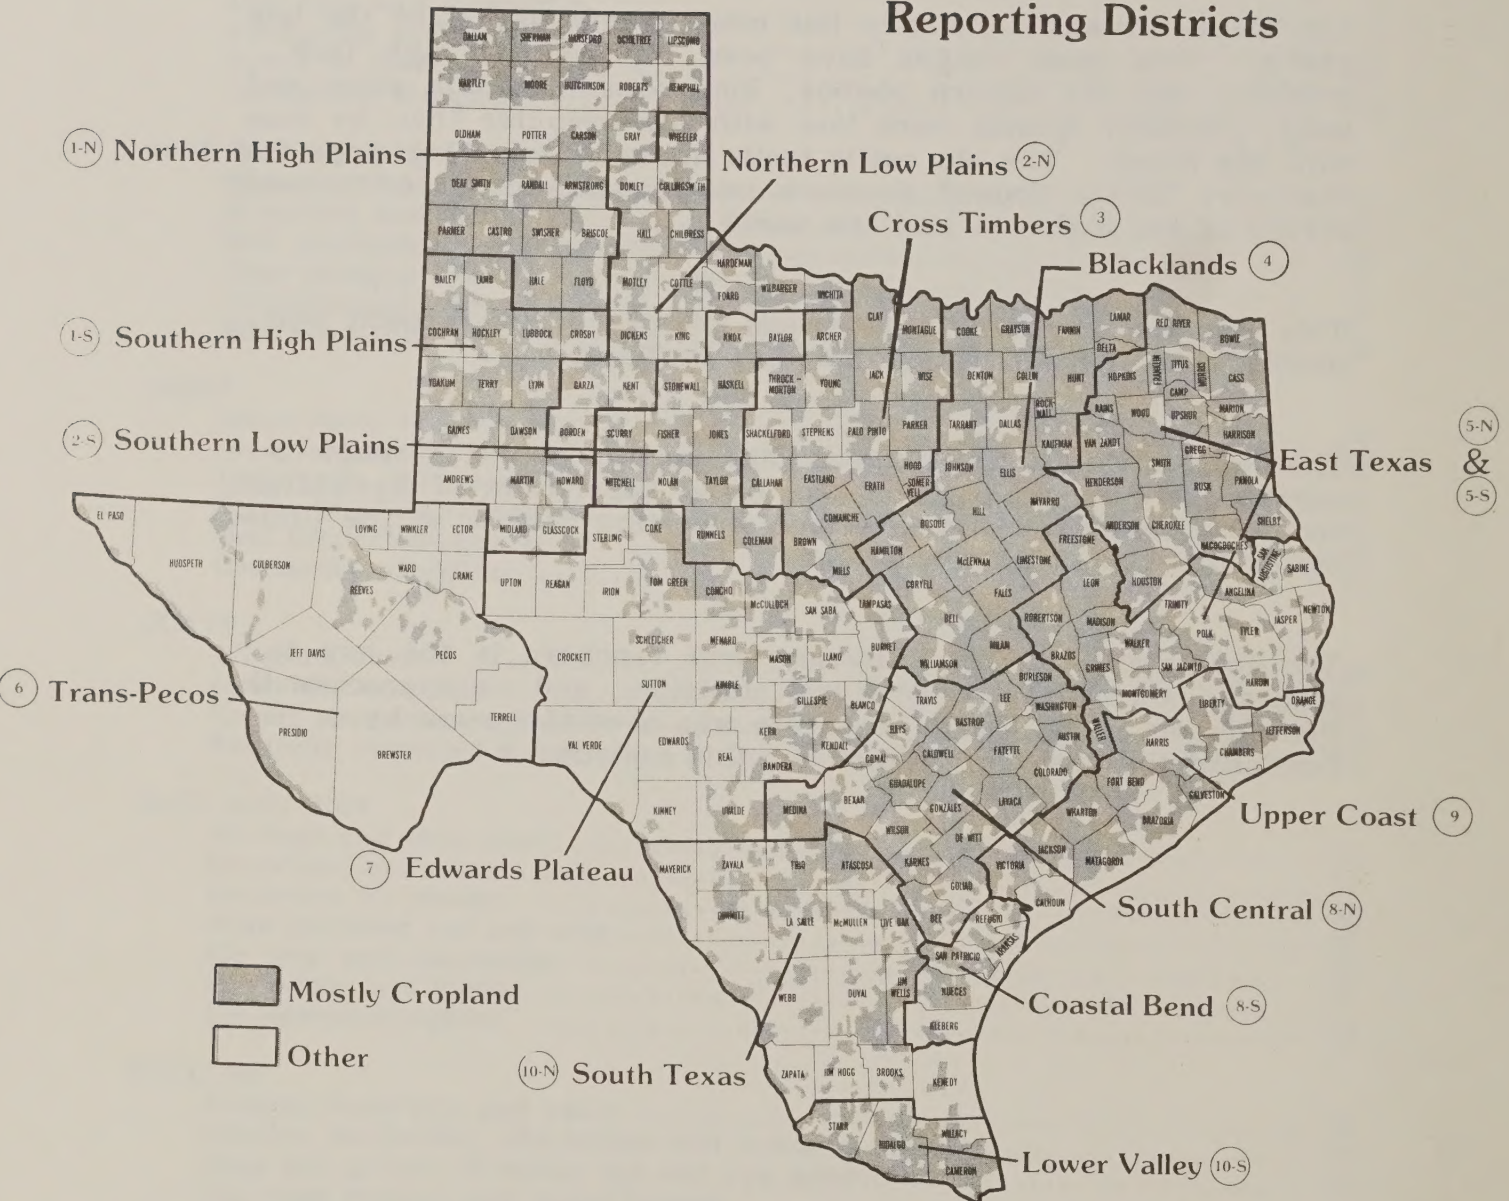 Reporting Districts
1-N Northern High Plains
Northern Low Plains 2-N
Cross Timbers 3
Blacklands 4
1-S Southern High Plains
2-S Southern Low Plains
East Texas 5-N & 5-S
6 Trans-Pecos
7 Edwards Plateau
Upper Coast 9
South Central 8-N
Coastal Bend 8-S
10-N South Texas
Lower Valley 10-S
Mostly Cropland
Other
DALLAM SHERMAN HANSFORD OCHILTREE LIPSCOMB
HARTLEY MOORE HUTCHINSON ROBERTS HEMPHILL
OLDHAM POTTER CARSON GRAY WHEELER
DEAF SMITH RANDALL ARMSTRONG DONLEY
PARMER CASTRO SWISHER BRISCOE HALL CHILDRESS
BAILEY LAMB HALE FLOYD MOTLEY COTTLE HARDEMAN
FOARD WILBARGER WICHITA
COCHRAN HOCKLEY LUBBOCK CROSBY DICKENS KING KNOX BAYLOR ARCHER CLAY MONTAGUE COOKE GRAYSON FANNIN LAMAR RED RIVER BOWIE
DELTA
YOAKUM TERRY LYNN GARZA KENT STONEWALL HASKELL THROCK-MORTON YOUNG JACK WISE DENTON COLLIN HUNT HOPKINS FRANKLIN TITUS MORRIS CASS
CAMP
ROCK-WALL RAINS WOOD UPSHUR MARION
GAINES DAWSON BORDEN SCURRY FISHER JONES SHACKELFORD STEPHENS PALO PINTO PARKER TARRANT DALLAS KAUFMAN VAN ZANDT GREGG HARRISON
ANDREWS MARTIN HOWARD MITCHELL NOLAN TAYLOR CALLAHAN EASTLAND ERATH HOOD SOMERVELL JOHNSON ELLIS HENDERSON SMITH RUSK PANOLA
NAVARRO
EL PASO LOVING WINKLER ECTOR MIDLAND GLASSCOCK STERLING COKE RUNNELS COLEMAN BROWN COMANCHE BOSQUE HILL ANDERSON CHEROKEE SHELBY
HUDSPETH CULBERSON REEVES WARD CRANE UPTON REAGAN IRION TOM GREEN CONCHO McCULLOCH MILLS HAMILTON McLENNAN LIMESTONE FREESTONE NACOGDOCHES SAN AUGUSTINE SABINE
SAN SABA LAMPASAS CORYELL FALLS LEON HOUSTON ANGELINA
TRINITY NEWTON
JEFF DAVIS PECOS CROCKETT SCHLEICHER MENARD MASON LLANO BURNET BELL MILAM ROBERTSON MADISON WALKER POLK TYLER JASPER
WILLIAMSON BRAZOS GRIMES SAN JACINTO
TERRELL SUTTON KIMBLE GILLESPIE BLANCO TRAVIS LEE BURLESON WASHINGTON MONTGOMERY LIBERTY HARDIN ORANGE
PRESIDIO BREWSTER VAL VERDE EDWARDS REAL KERR KENDALL HAYS BASTROP AUSTIN WALLER HARRIS CHAMBERS JEFFERSON
BANDERA COMAL CALDWELL FAYETTE COLORADO FORT BEND GALVESTON
KINNEY UVALDE MEDINA BEXAR GUADALUPE GONZALES LAVACA WHARTON BRAZORIA
MAVERICK ZAVALA FRIO ATASCOSA WILSON KARNES DE WITT VICTORIA JACKSON MATAGORDA
GOLIAD CALHOUN
DIMMITT LA SALLE McMULLEN LIVE OAK BEE REFUGIO ARANSAS
SAN PATRICIO
WEBB DUVAL JIM WELLS NUECES
KLEBERG
ZAPATA JIM HOGG BROOKS KENEDY
STARR HIDALGO WILLACY
CAMERON